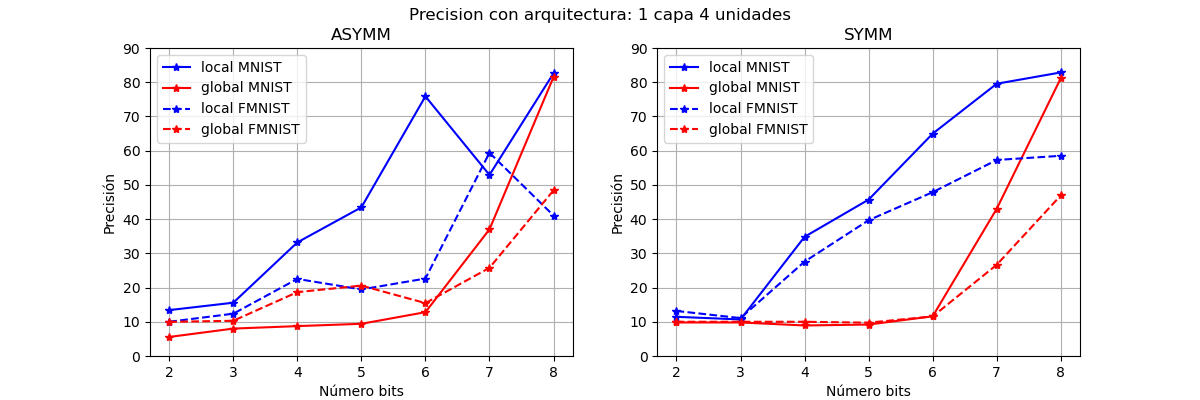 Precision con arquitectura: 1 capa 4 unidades
ASYMM
90
80
70
60
50
40
30
20
10
0
Precisión
local MNIST
global MNIST
local FMNIST
global FMNIST
2 3 4 5 6 7 8
Número bits
SYMM
90
80
70
60
50
40
30
20
10
0
Precisión
local MNIST
global MNIST
local FMNIST
global FMNIST
2 3 4 5 6 7 8
Número bits